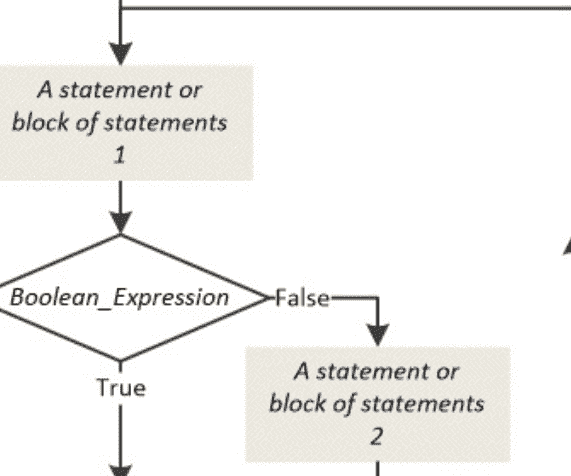 A statement or
block of statements
1
Boolean_Expression
False
True
A statement or
block of statements
2